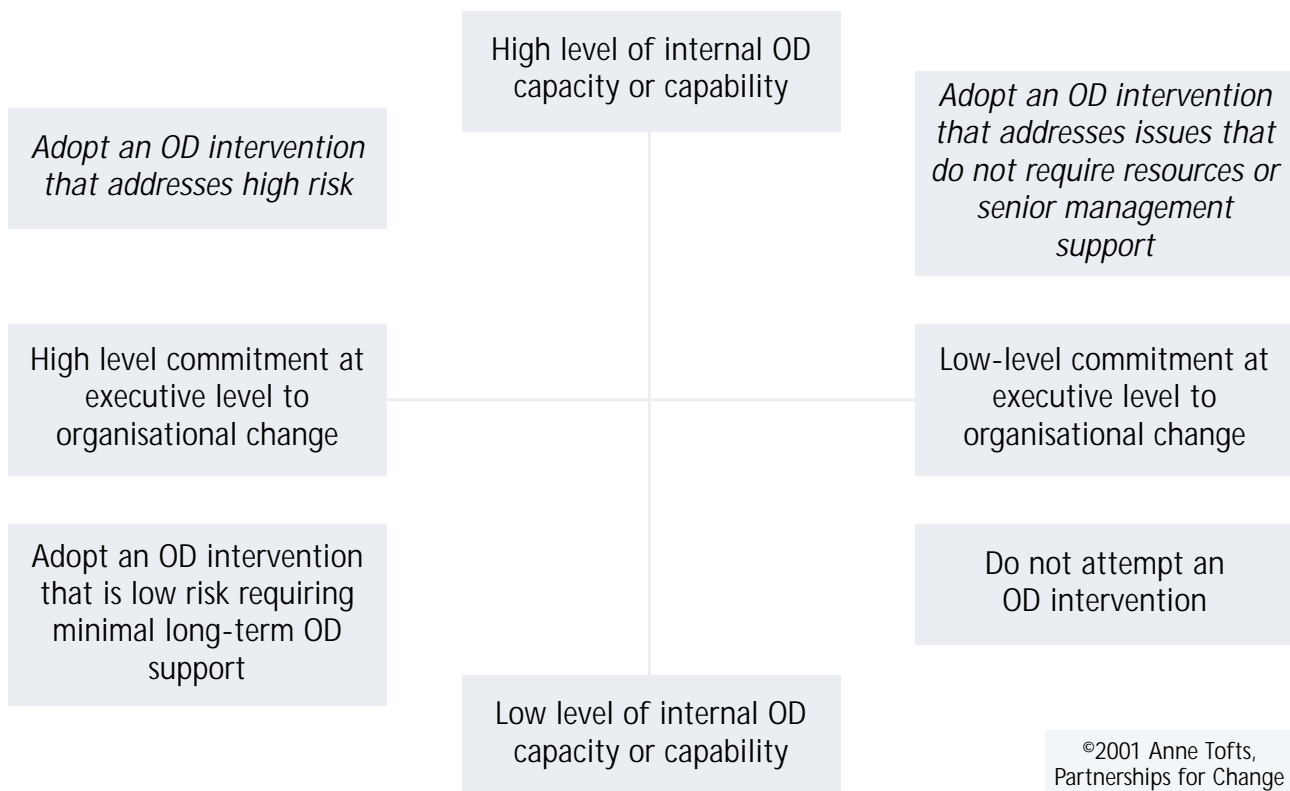 High level of internal OD
capacity or capability
Adopt an OD intervention
that addresses high risk
Adopt an OD intervention
that addresses issues that
do not require resources or
senior management
support
High level commitment at
executive level to
organisational change
Low-level commitment at
executive level to
organisational change
Adopt an OD intervention
that is low risk requiring
minimal long-term OD
support
Do not attempt an
OD intervention
Low level of internal OD
capacity or capability
©2001 Anne Tofts,
Partnerships for Change